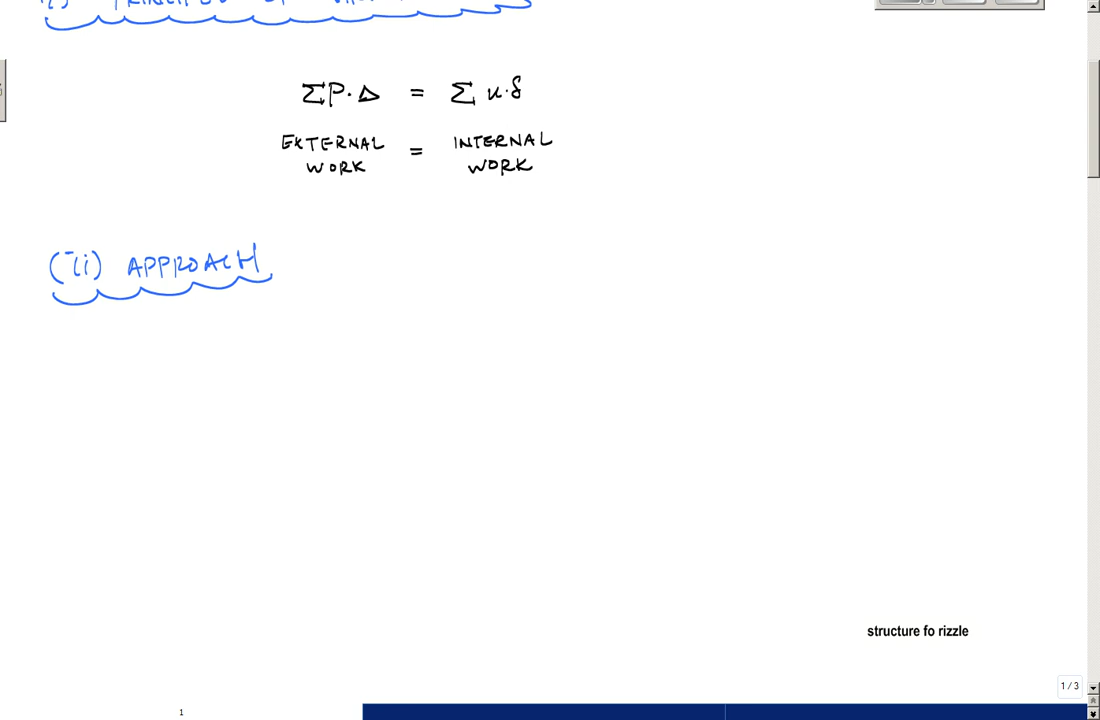 ΣP·Δ = Σ u·δ
EXTERNAL WORK = INTERNAL WORK
(ii) APPROACH
structure fo rizzle
1 / 3
1